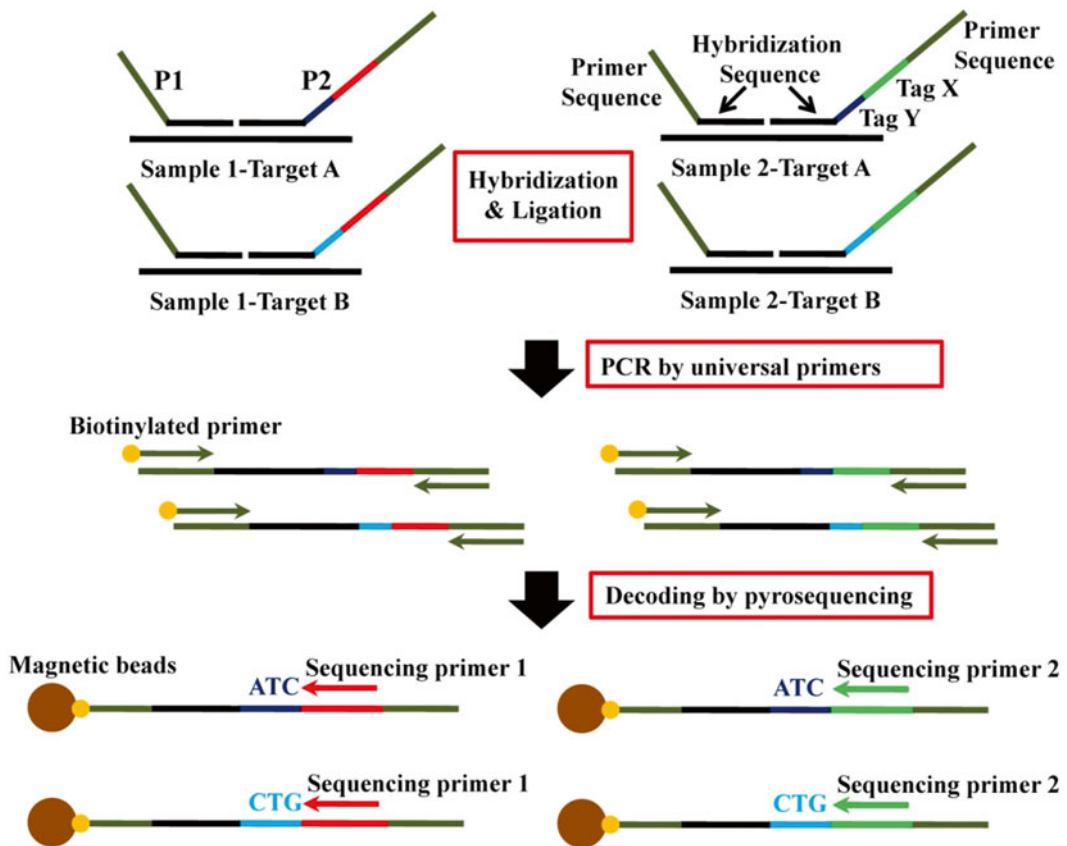 P1
P2
Sample 1-Target A
Sample 1-Target B
Hybridization
& Ligation
Primer
Sequence
Hybridization
Sequence
Primer
Sequence
Tag X
Tag Y
Sample 2-Target A
Sample 2-Target B
PCR by universal primers
Biotinylated primer
Decoding by pyrosequencing
Magnetic beads
Sequencing primer 1
ATC
Sequencing primer 2
ATC
Sequencing primer 1
CTG
Sequencing primer 2
CTG